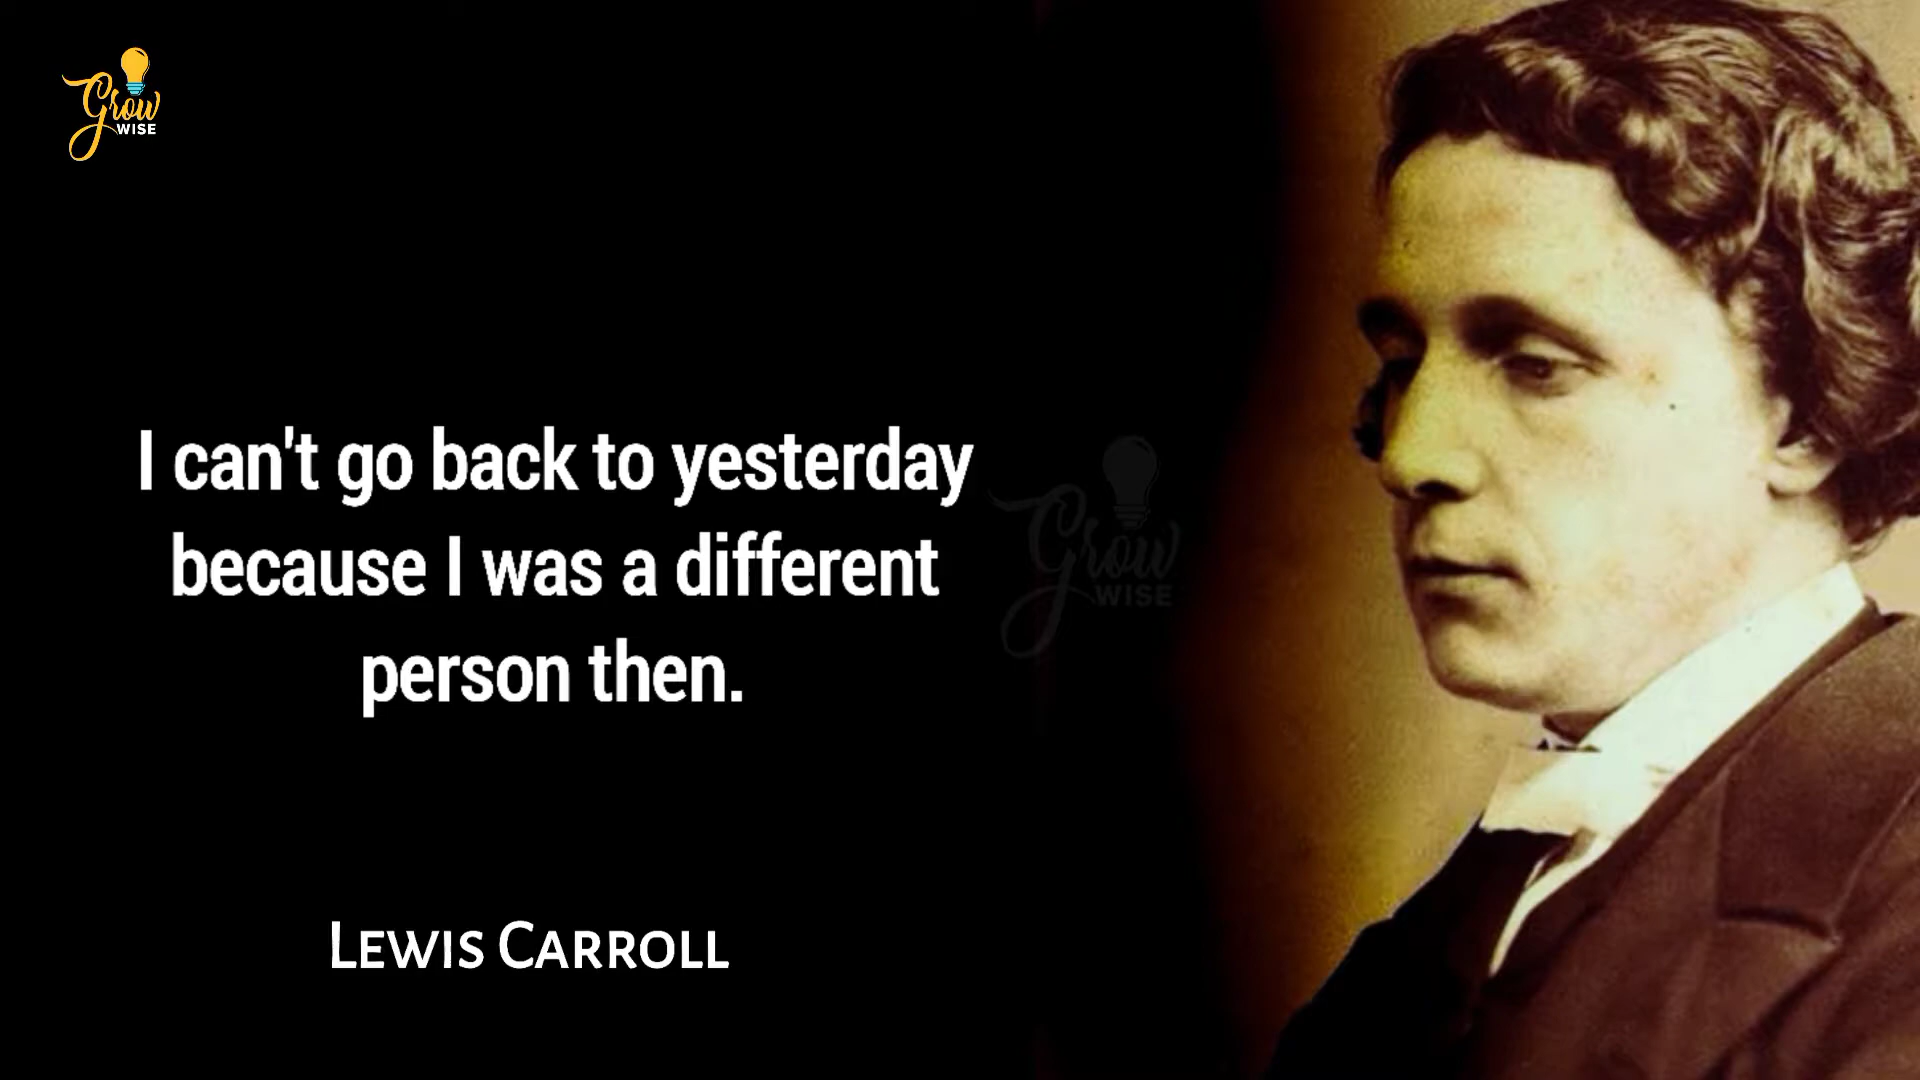 Grow
WISE
I can't go back to yesterday
because I was a different
person then.
Grow
WISE
LEWIS CARROLL